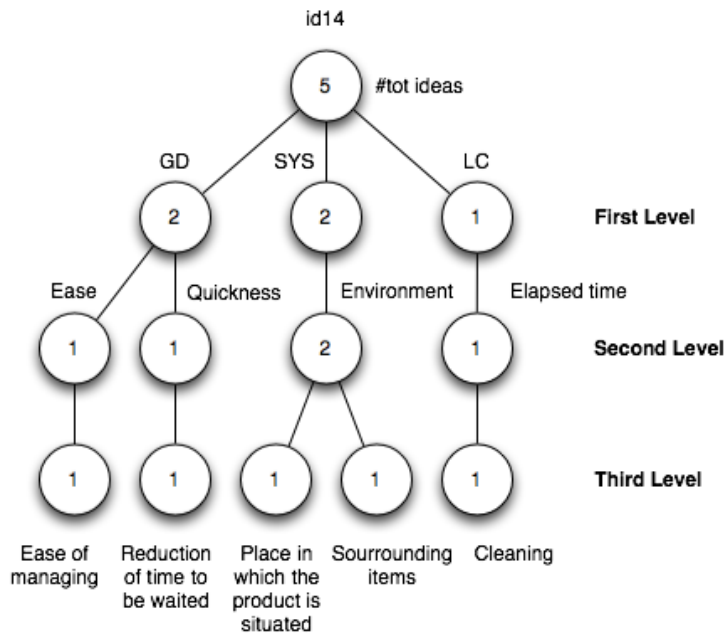 id14
5 #tot ideas
GD SYS LC
2 2 1 First Level
Ease Quickness Environment Elapsed time
1 1 2 1 Second Level
1 1 1 1 1 Third Level
Ease of managing
Reduction of time to be waited
Place in which the product is situated
Sourrounding items
Cleaning